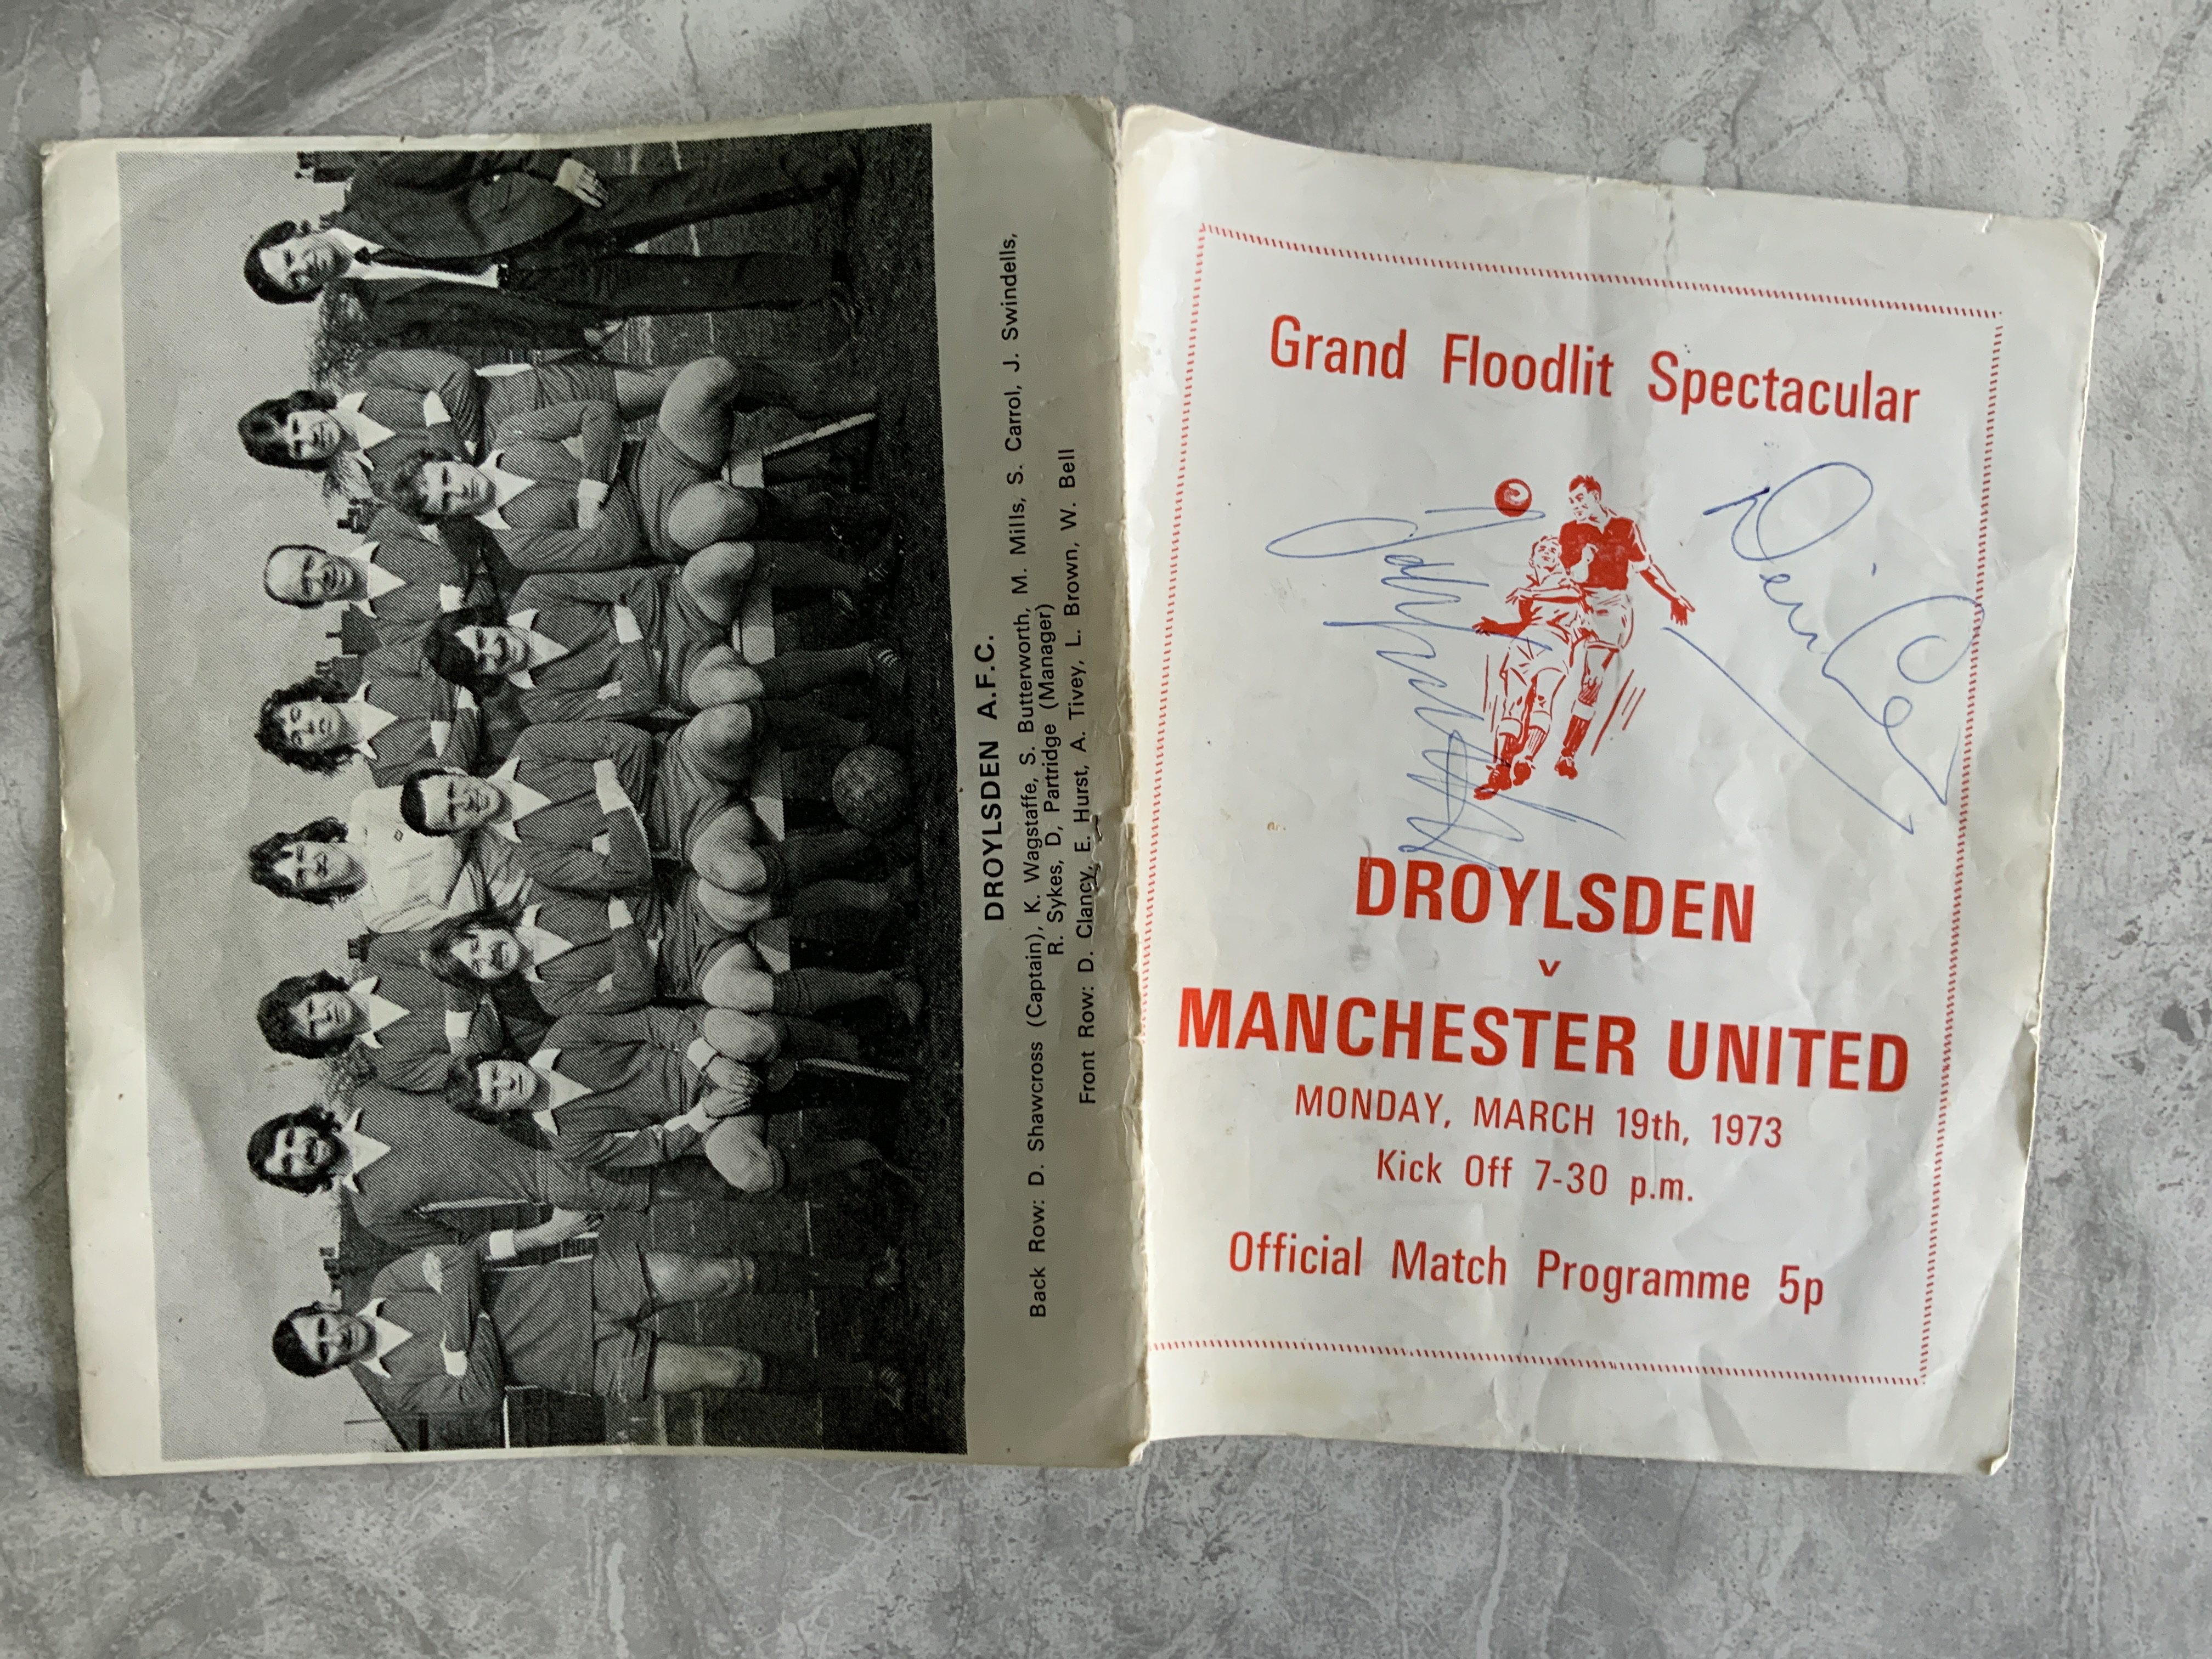 DROYLSDEN A.F.C.
Back Row: D. Shawcross (Captain), K. Wagstaffe, S. Butterworth, M. Mills, S. Carrol, J. Swindells,
R. Sykes, D, Partridge (Manager)
Front Row: D. Clancy, E. Hurst, A. Tivey, L. Brown, W. Bell
Grand Floodlit Spectacular
DROYLSDEN
v
MANCHESTER UNITED
MONDAY, MARCH 19th, 1973
Kick Off 7-30 p.m.
Official Match Programme 5p